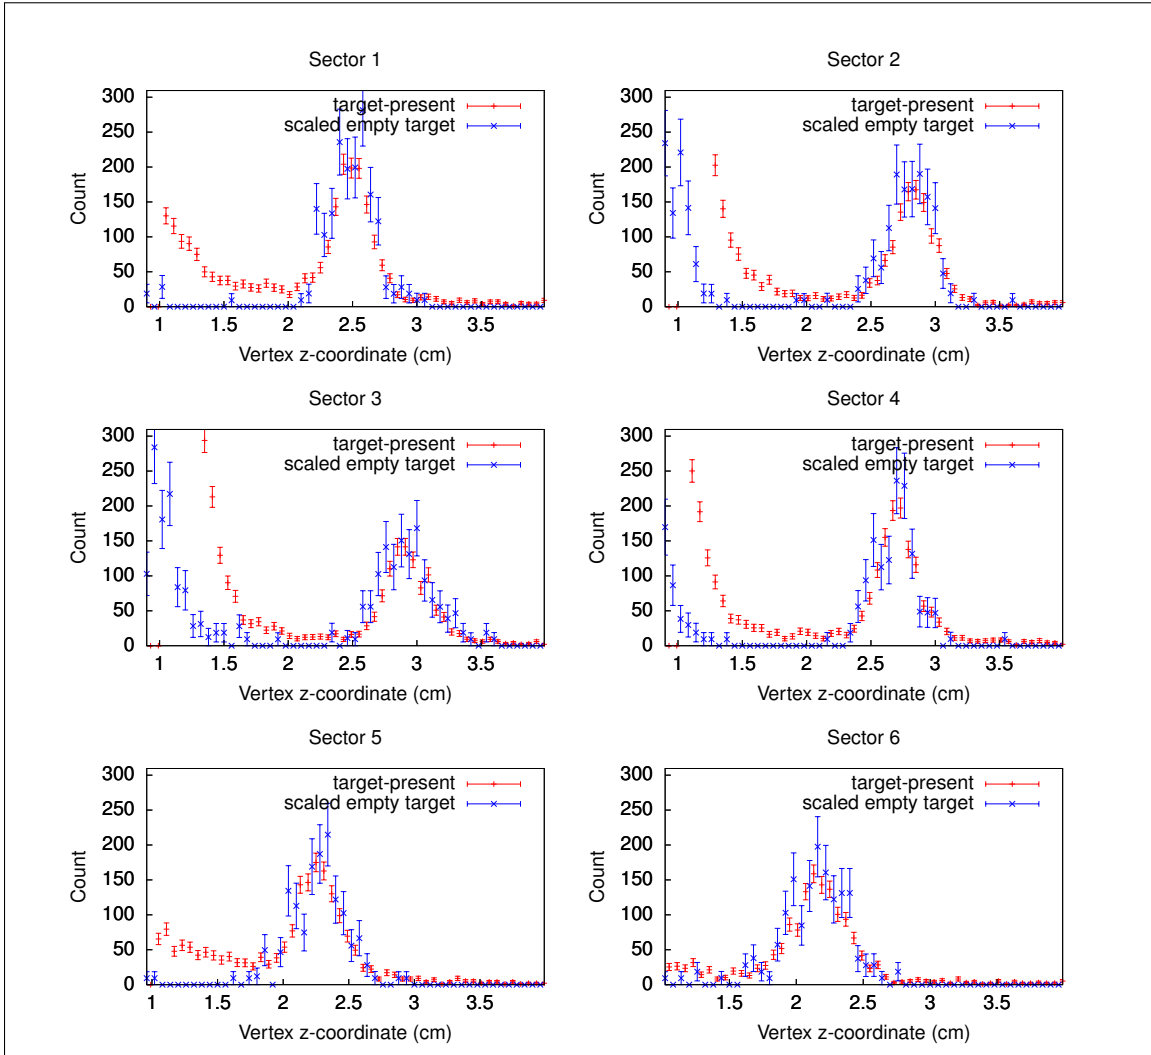 Sector 1
Count
300
250
200
150
100
50
0
target-present
scaled empty target
1 1.5 2 2.5 3 3.5
Vertex z-coordinate (cm)
Sector 2
Count
300
250
200
150
100
50
0
target-present
scaled empty target
1 1.5 2 2.5 3 3.5
Vertex z-coordinate (cm)
Sector 3
Count
300
250
200
150
100
50
0
target-present
scaled empty target
1 1.5 2 2.5 3 3.5
Vertex z-coordinate (cm)
Sector 4
Count
300
250
200
150
100
50
0
target-present
scaled empty target
1 1.5 2 2.5 3 3.5
Vertex z-coordinate (cm)
Sector 5
Count
300
250
200
150
100
50
0
target-present
scaled empty target
1 1.5 2 2.5 3 3.5
Vertex z-coordinate (cm)
Sector 6
Count
300
250
200
150
100
50
0
target-present
scaled empty target
1.5 2 2.5 3 3.5
Vertex z-coordinate (cm)